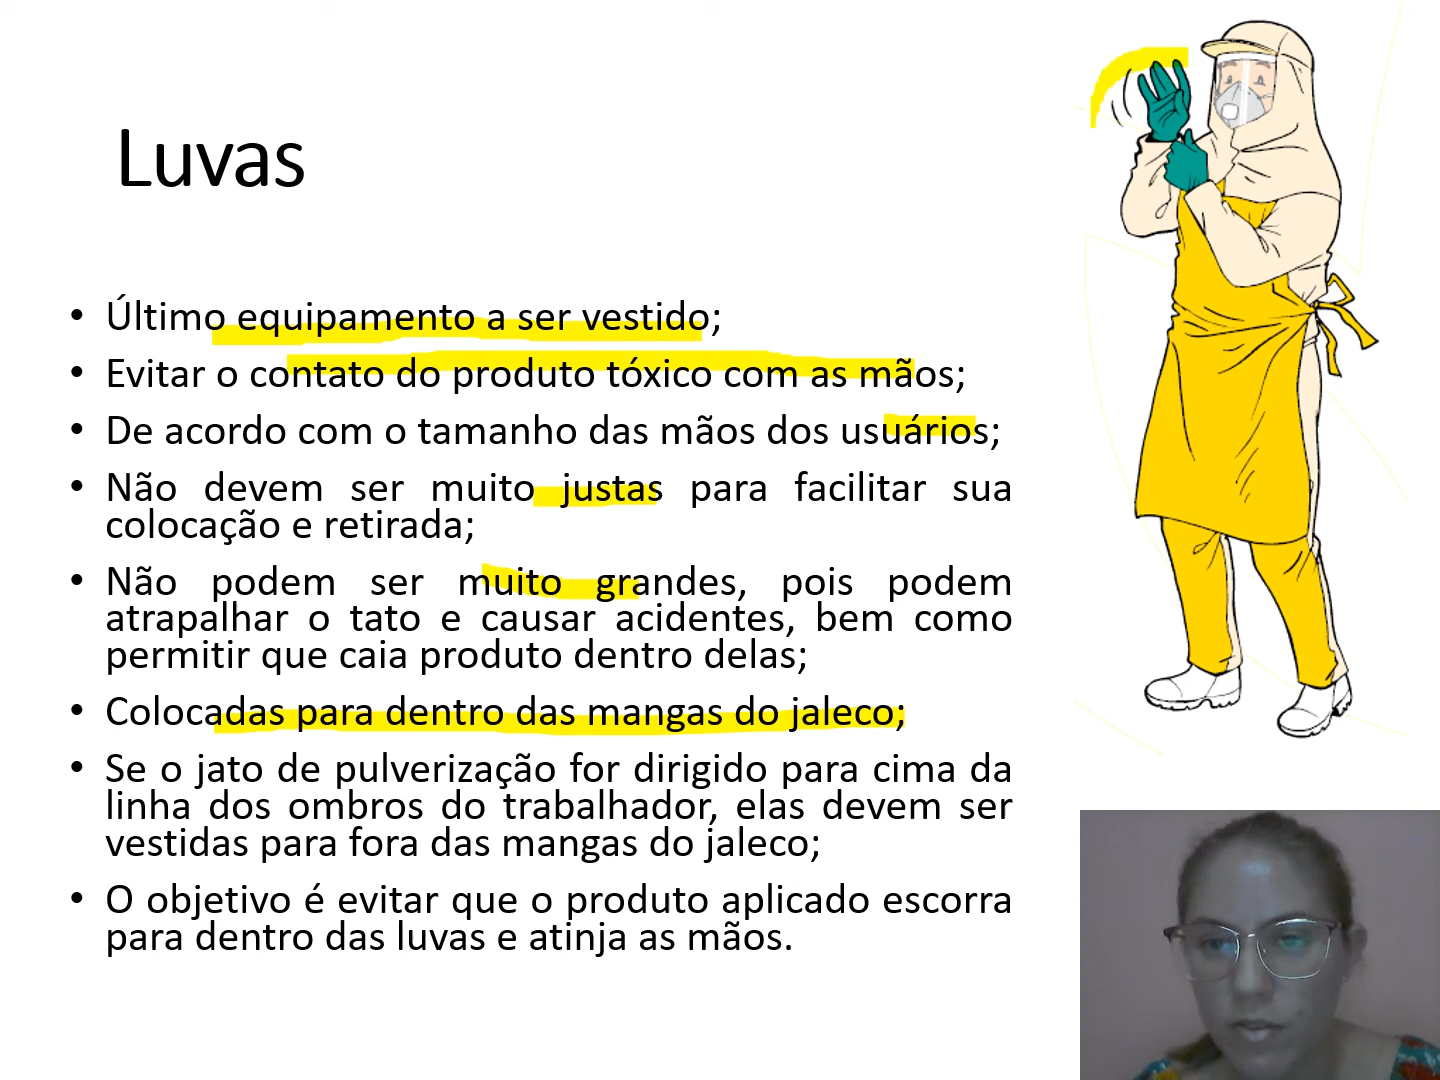 Luvas
• Último equipamento a ser vestido;
• Evitar o contato do produto tóxico com as mãos;
• De acordo com o tamanho das mãos dos usuários;
• Não devem ser muito justas para facilitar sua
colocação e retirada;
• Não podem ser muito grandes, pois podem
atrapalhar o tato e causar acidentes, bem como
permitir que caia produto dentro delas;
• Colocadas para dentro das mangas do jaleco;
• Se o jato de pulverização for dirigido para cima da
linha dos ombros do trabalhador, elas devem ser
vestidas para fora das mangas do jaleco;
• O objetivo é evitar que o produto aplicado escorra
para dentro das luvas e atinja as mãos.